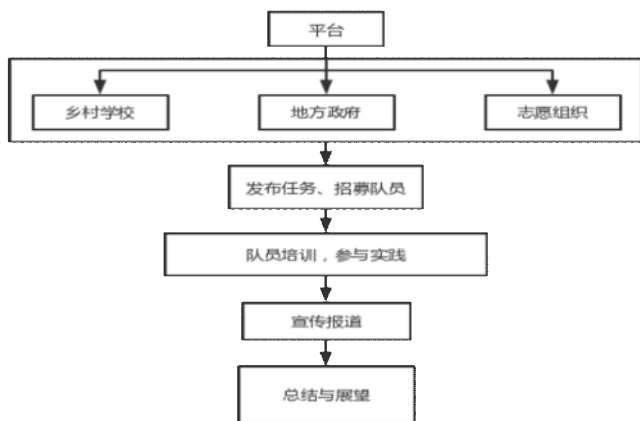 平台
乡村学校
地方政府
志愿组织
发布任务、招募队员
队员培训，参与实践
宣传报道
总结与展望